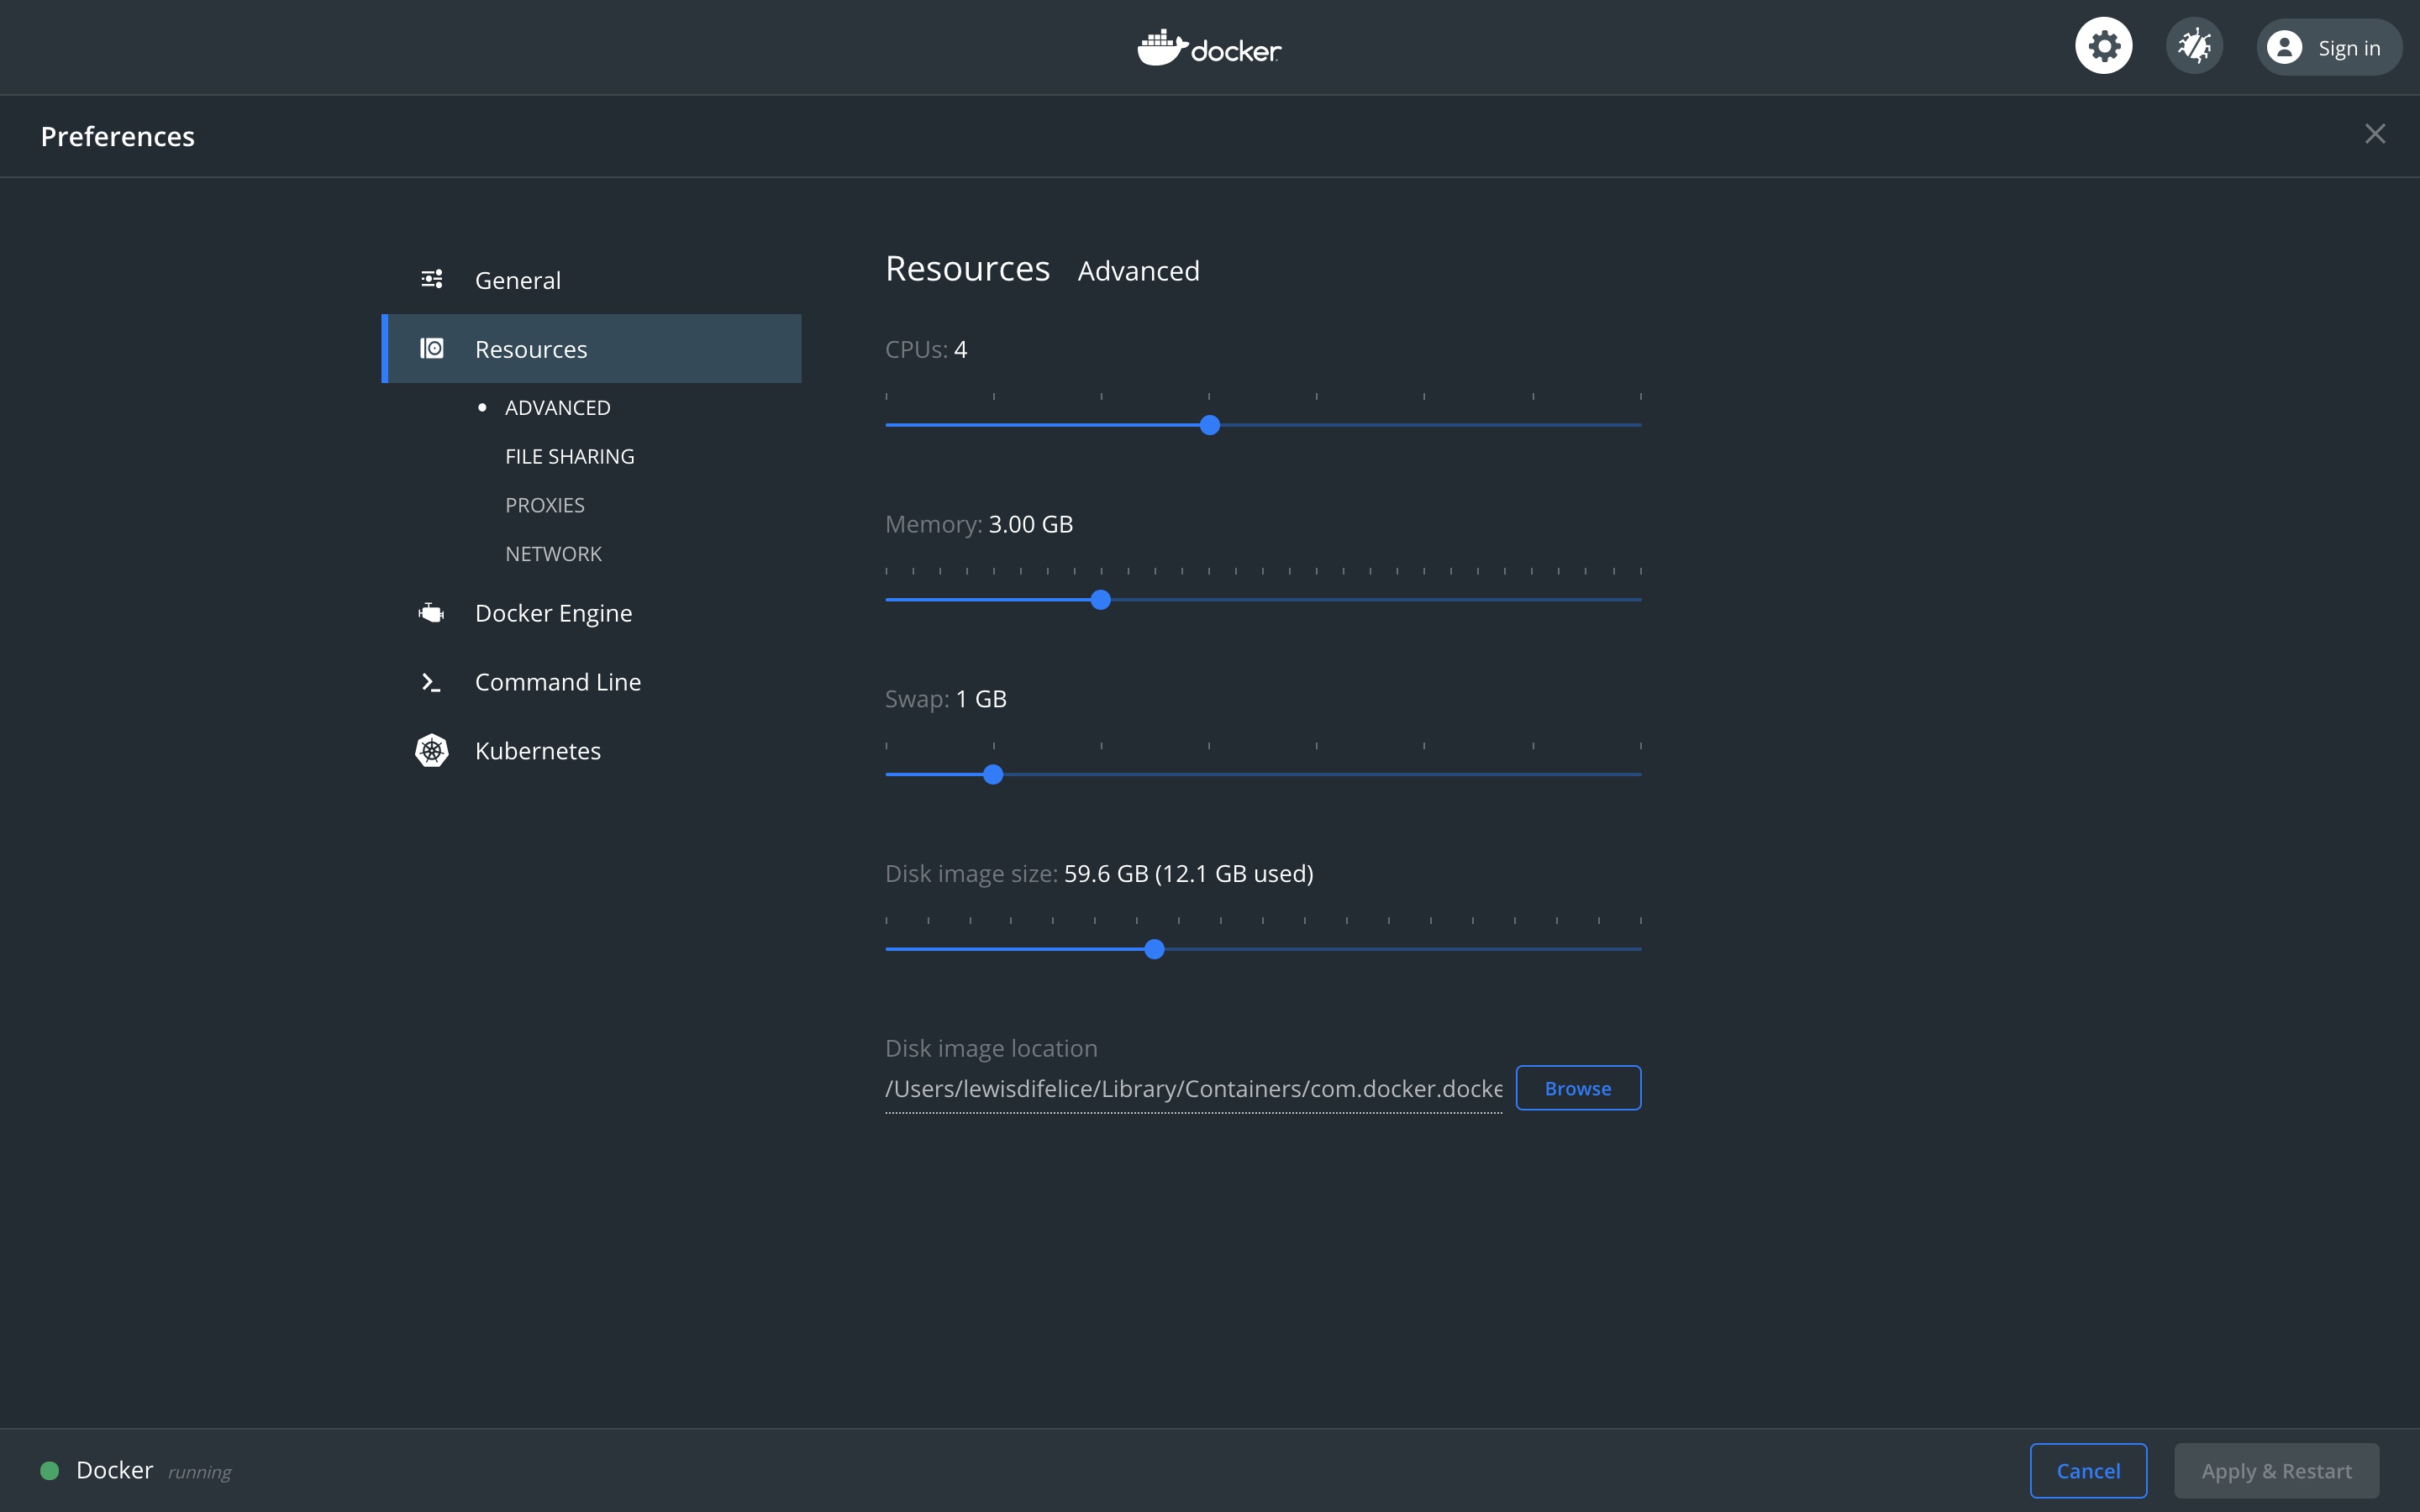 docker
Sign in
Preferences
General
Resources
ADVANCED
FILE SHARING
PROXIES
NETWORK
Docker Engine
Command Line
Kubernetes
Resources Advanced
CPUs: 4
Memory: 3.00 GB
Swap: 1 GB
Disk image size: 59.6 GB (12.1 GB used)
Disk image location
/Users/lewisdifelice/Library/Containers/com.docker.docke
Browse
Docker running
Cancel
Apply & Restart